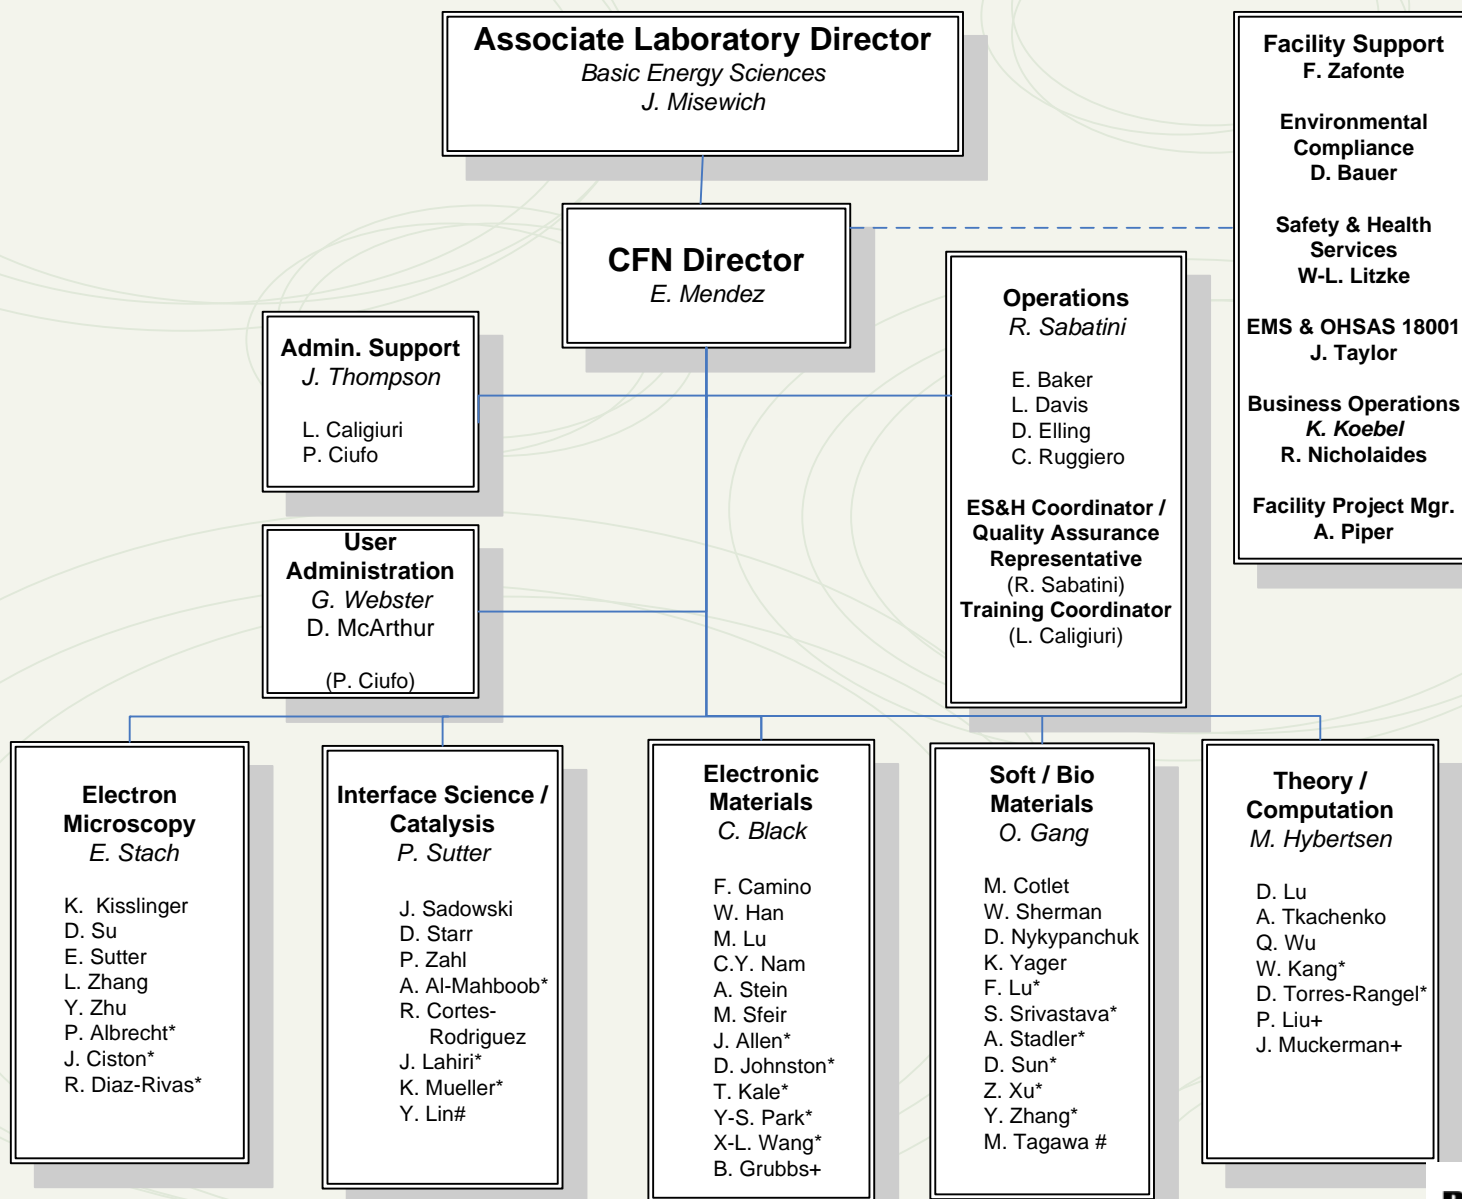 Associate Laboratory Director
Basic Energy Sciences
J. Misewich
Facility Support
F. Zafonte
Environmental
Compliance
D. Bauer
Safety & Health
Services
W-L. Litzke
EMS & OHSAS 18001
J. Taylor
Business Operations
K. Koebel
R. Nicholaides
Facility Project Mgr.
A. Piper
CFN Director
E. Mendez
Operations
R. Sabatini
E. Baker
L. Davis
D. Elling
C. Ruggiero
ES&H Coordinator /
Quality Assurance
Representative
(R. Sabatini)
Training Coordinator
(L. Caligiuri)
Admin. Support
J. Thompson
L. Caligiuri
P. Ciufo
User
Administration
G. Webster
D. McArthur
(P. Ciufo)
Electron
Microscopy
E. Stach
K. Kisslinger
D. Su
E. Sutter
L. Zhang
Y. Zhu
P. Albrecht*
J. Ciston*
R. Diaz-Rivas*
Interface Science /
Catalysis
P. Sutter
J. Sadowski
D. Starr
P. Zahl
A. Al-Mahboob*
R. Cortes-
Rodriguez
J. Lahiri*
K. Mueller*
Y. Lin#
Electronic
Materials
C. Black
F. Camino
W. Han
M. Lu
C.Y. Nam
A. Stein
M. Sfeir
J. Allen*
D. Johnston*
T. Kale*
Y-S. Park*
X-L. Wang*
B. Grubbs+
Soft / Bio
Materials
O. Gang
M. Cotlet
W. Sherman
D. Nykypanchuk
K. Yager
F. Lu*
S. Srivastava*
A. Stadler*
D. Sun*
Z. Xu*
Y. Zhang*
M. Tagawa #
Theory /
Computation
M. Hybertsen
D. Lu
A. Tkachenko
Q. Wu
W. Kang*
D. Torres-Rangel*
P. Liu+
J. Muckerman+